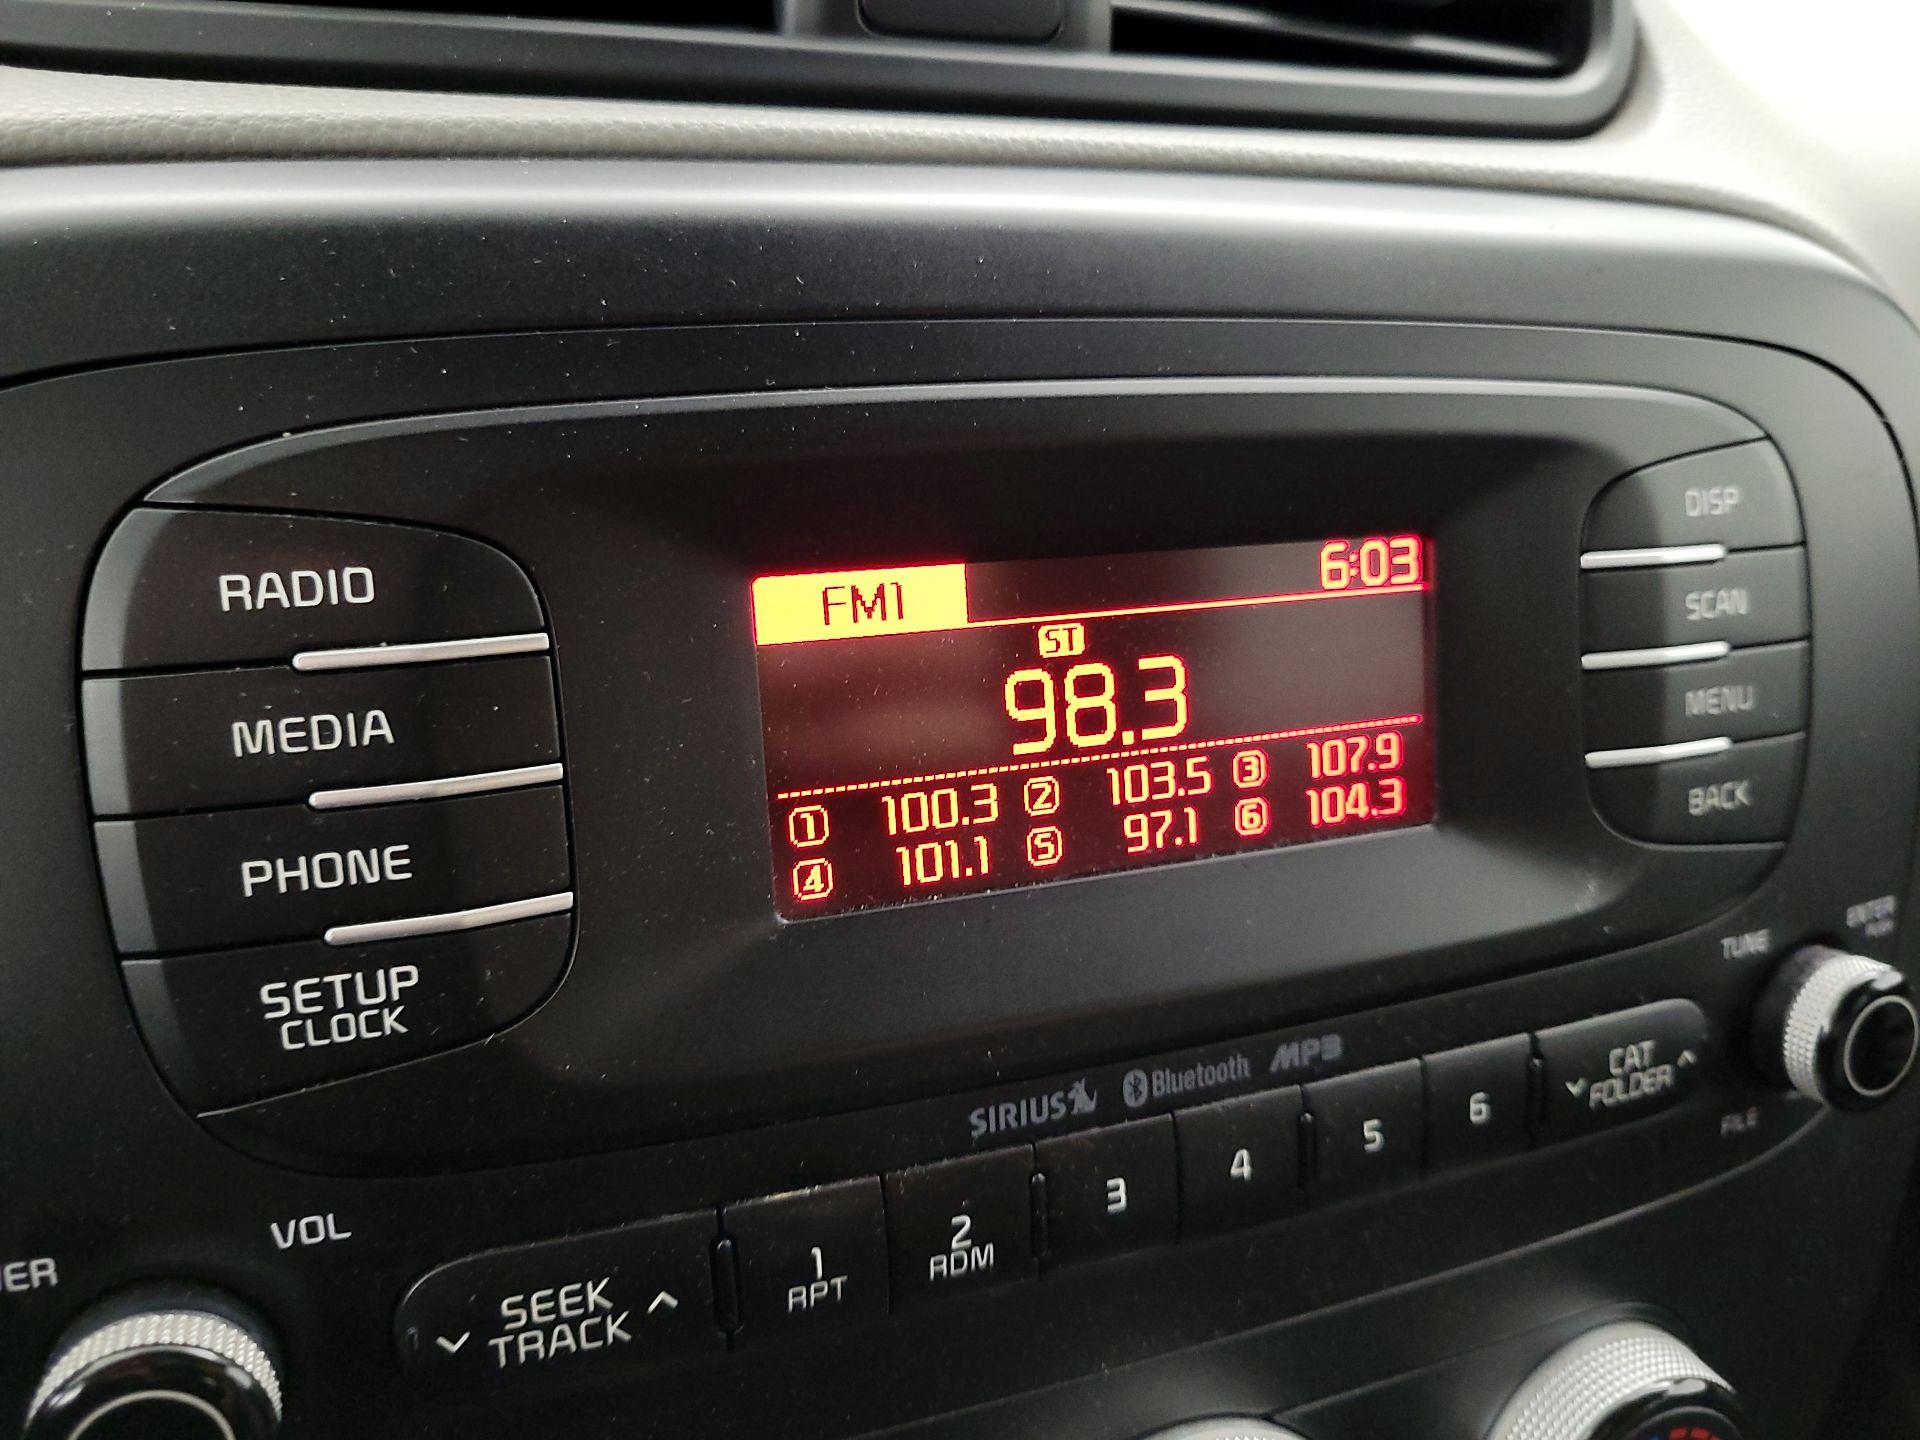 RADIO
MEDIA
PHONE
SETUP
CLOCK
FM1
6:03
ST
98.3
1 100.3 2 103.5 3 107.9
4 101.1 5 97.1 6 104.3
DISP
SCAN
MENU
BACK
TUNE
ENTER
PUSH
FILE
SIRIUS Bluetooth MP3
VOL
SEEK
TRACK
1
RPT
2
RDM
3
4
5
6
CAT
FOLDER